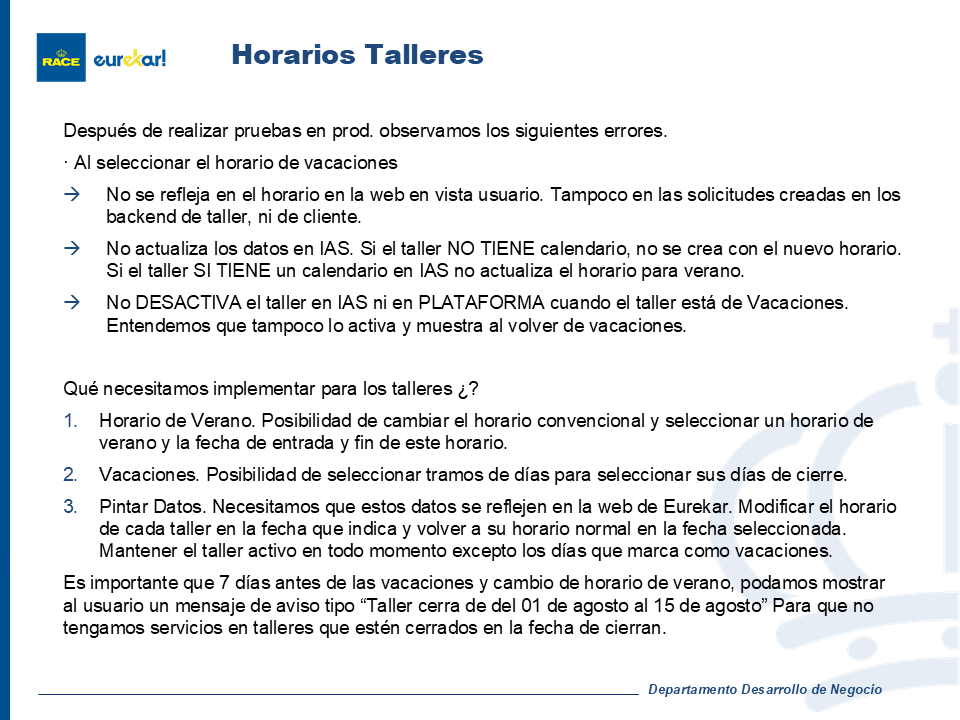 RACE eurekar!
Horarios Talleres
Después de realizar pruebas en prod. observamos los siguientes errores.
· Al seleccionar el horario de vacaciones
→ No se refleja en el horario en la web en vista usuario. Tampoco en las solicitudes creadas en los
backend de taller, ni de cliente.
→ No actualiza los datos en IAS. Si el taller NO TIENE calendario, no se crea con el nuevo horario.
Si el taller SI TIENE un calendario en IAS no actualiza el horario para verano.
→ No DESACTIVA el taller en IAS ni en PLATAFORMA cuando el taller está de Vacaciones.
Entendemos que tampoco lo activa y muestra al volver de vacaciones.
Qué necesitamos implementar para los talleres ¿?
1. Horario de Verano. Posibilidad de cambiar el horario convencional y seleccionar un horario de
verano y la fecha de entrada y fin de este horario.
2. Vacaciones. Posibilidad de seleccionar tramos de días para seleccionar sus días de cierre.
3. Pintar Datos. Necesitamos que estos datos se reflejen en la web de Eurekar. Modificar el horario
de cada taller en la fecha que indica y volver a su horario normal en la fecha seleccionada.
Mantener el taller activo en todo momento excepto los días que marca como vacaciones.
Es importante que 7 días antes de las vacaciones y cambio de horario de verano, podamos mostrar
al usuario un mensaje de aviso tipo “Taller cerra de del 01 de agosto al 15 de agosto” Para que no
tengamos servicios en talleres que estén cerrados en la fecha de cierran.
Departamento Desarrollo de Negocio